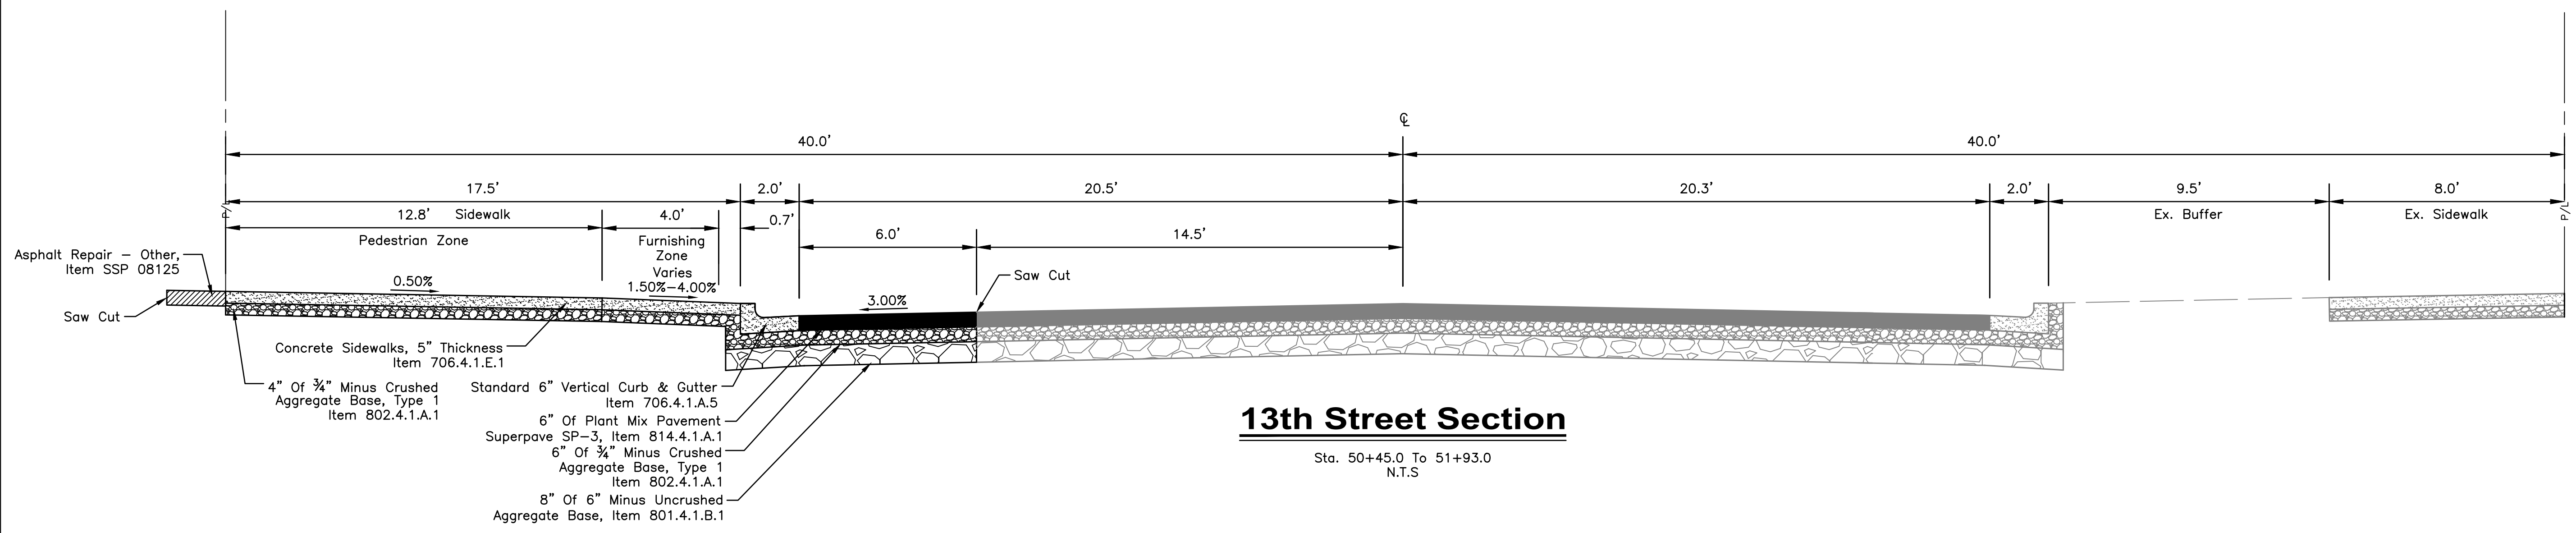 ℄
40.0’
40.0’
17.5’
2.0’
20.5’
20.3’
2.0’
9.5’
8.0’
P/L
12.8’ Sidewalk
4.0’
0.7’
Ex. Buffer
Ex. Sidewalk
P/L
Pedestrian Zone
Furnishing
Zone
Varies
1.50%–4.00%
6.0’
14.5’
Asphalt Repair – Other,
Item SSP 08125
0.50%
Saw Cut
3.00%
Saw Cut
Concrete Sidewalks, 5” Thickness
Item 706.4.1.E.1
4” Of ¾” Minus Crushed
Aggregate Base, Type 1
Item 802.4.1.A.1
Standard 6” Vertical Curb & Gutter
Item 706.4.1.A.5
6” Of Plant Mix Pavement
Superpave SP–3, Item 814.4.1.A.1
6” Of ¾” Minus Crushed
Aggregate Base, Type 1
Item 802.4.1.A.1
8” Of 6” Minus Uncrushed
Aggregate Base, Item 801.4.1.B.1
13th Street Section
Sta. 50+45.0 To 51+93.0
N.T.S